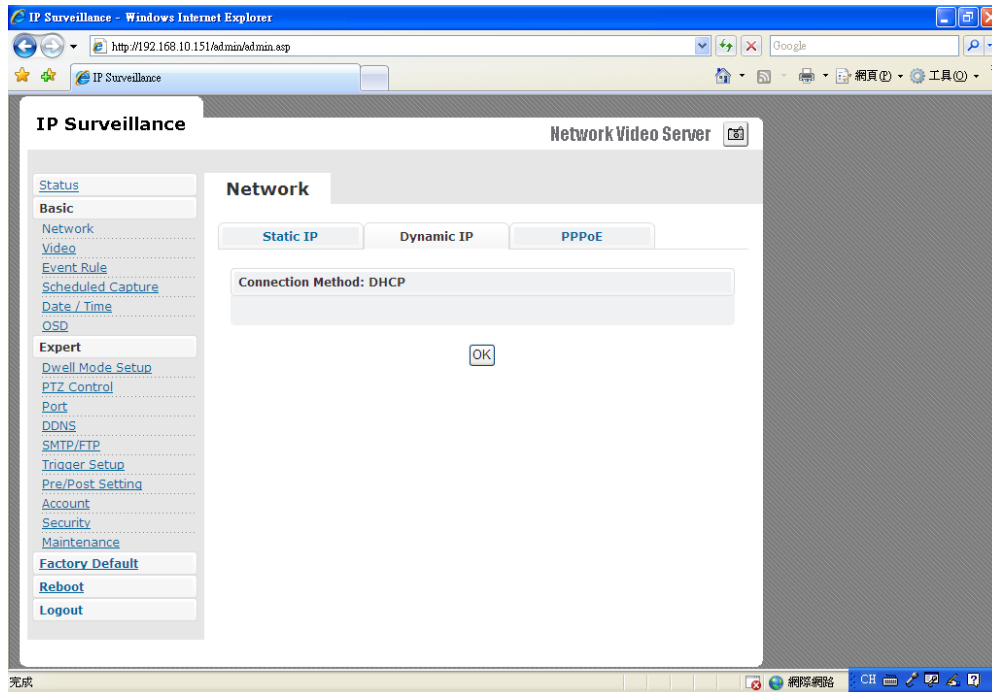 IP Surveillance - Windows Internet Explorer
http://192.168.10.151/admin/admin.asp
Google
IP Surveillance
網頁(P)
工具(O)
IP Surveillance
Network Video Server
Status
Basic
Network
Video
Event Rule
Scheduled Capture
Date / Time
OSD
Expert
Dwell Mode Setup
PTZ Control
Port
DDNS
SMTP/FTP
Trigger Setup
Pre/Post Setting
Account
Security
Maintenance
Factory Default
Reboot
Logout
Network
Static IP
Dynamic IP
PPPoE
Connection Method: DHCP
OK
完成
網際網路
CH